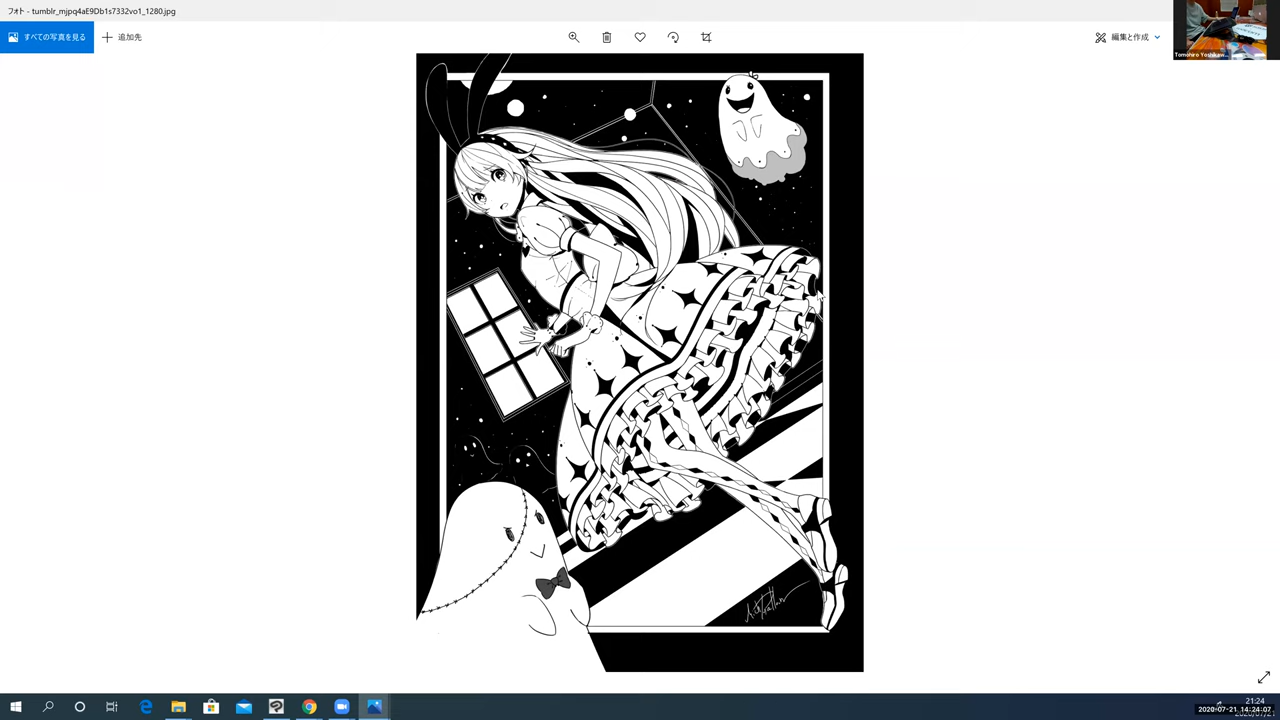 フォト - tumblr_mjpq4aE9Db1s7332vo1_1280.jpg
すべての写真を見る
追加先
編集と作成
Tomohiro Yoshikaw...
21:24
2020-07-21 14:24:07